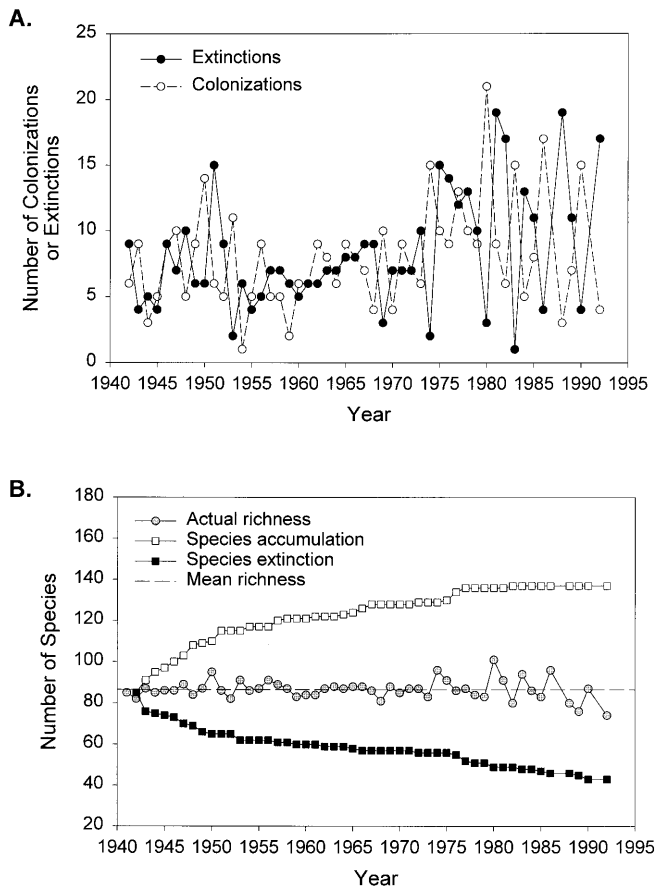 A.
25
20
15
10
5
0
Number of Colonizations
or Extinctions
Extinctions
Colonizations
1940 1945 1950 1955 1960 1965 1970 1975 1980 1985 1990 1995
Year
B.
180
160
140
120
100
80
60
40
20
Number of Species
Actual richness
Species accumulation
Species extinction
Mean richness
1940 1945 1950 1955 1960 1965 1970 1975 1980 1985 1990 1995
Year